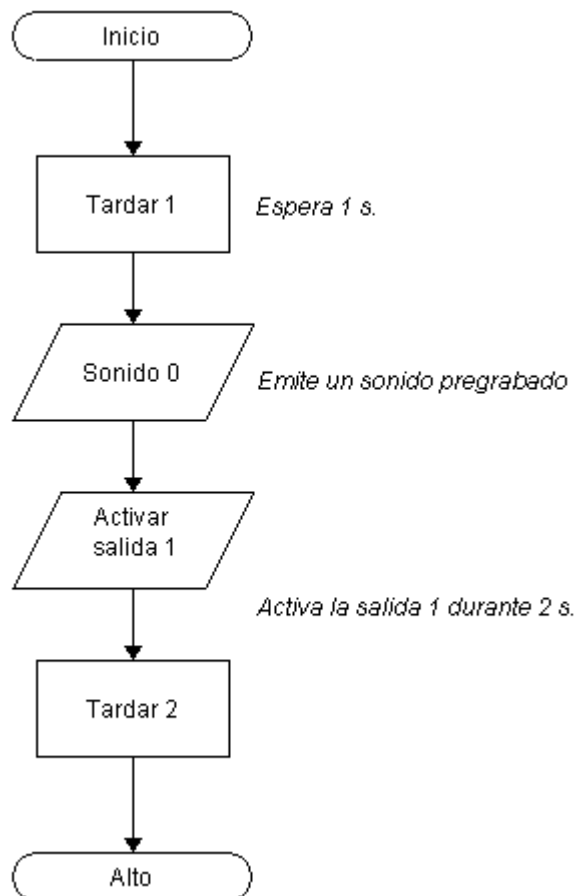 Inicio
Tardar 1
Espera 1 s.
Sonido 0
Emite un sonido pregrabado
Activar
salida 1
Activa la salida 1 durante 2 s.
Tardar 2
Alto